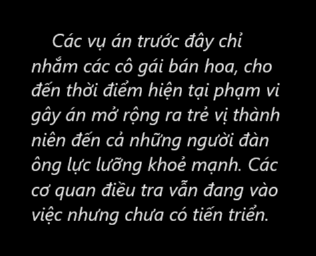 Các vụ án trước đây chỉ
nhắm các cô gái bán hoa, cho
đến thời điểm hiện tại phạm vi
gây án mở rộng ra trẻ vị thành
niên đến cả những người đàn
ông lực lưỡng khoẻ mạnh. Các
cơ quan điều tra vẫn đang vào
việc nhưng chưa có tiến triển.